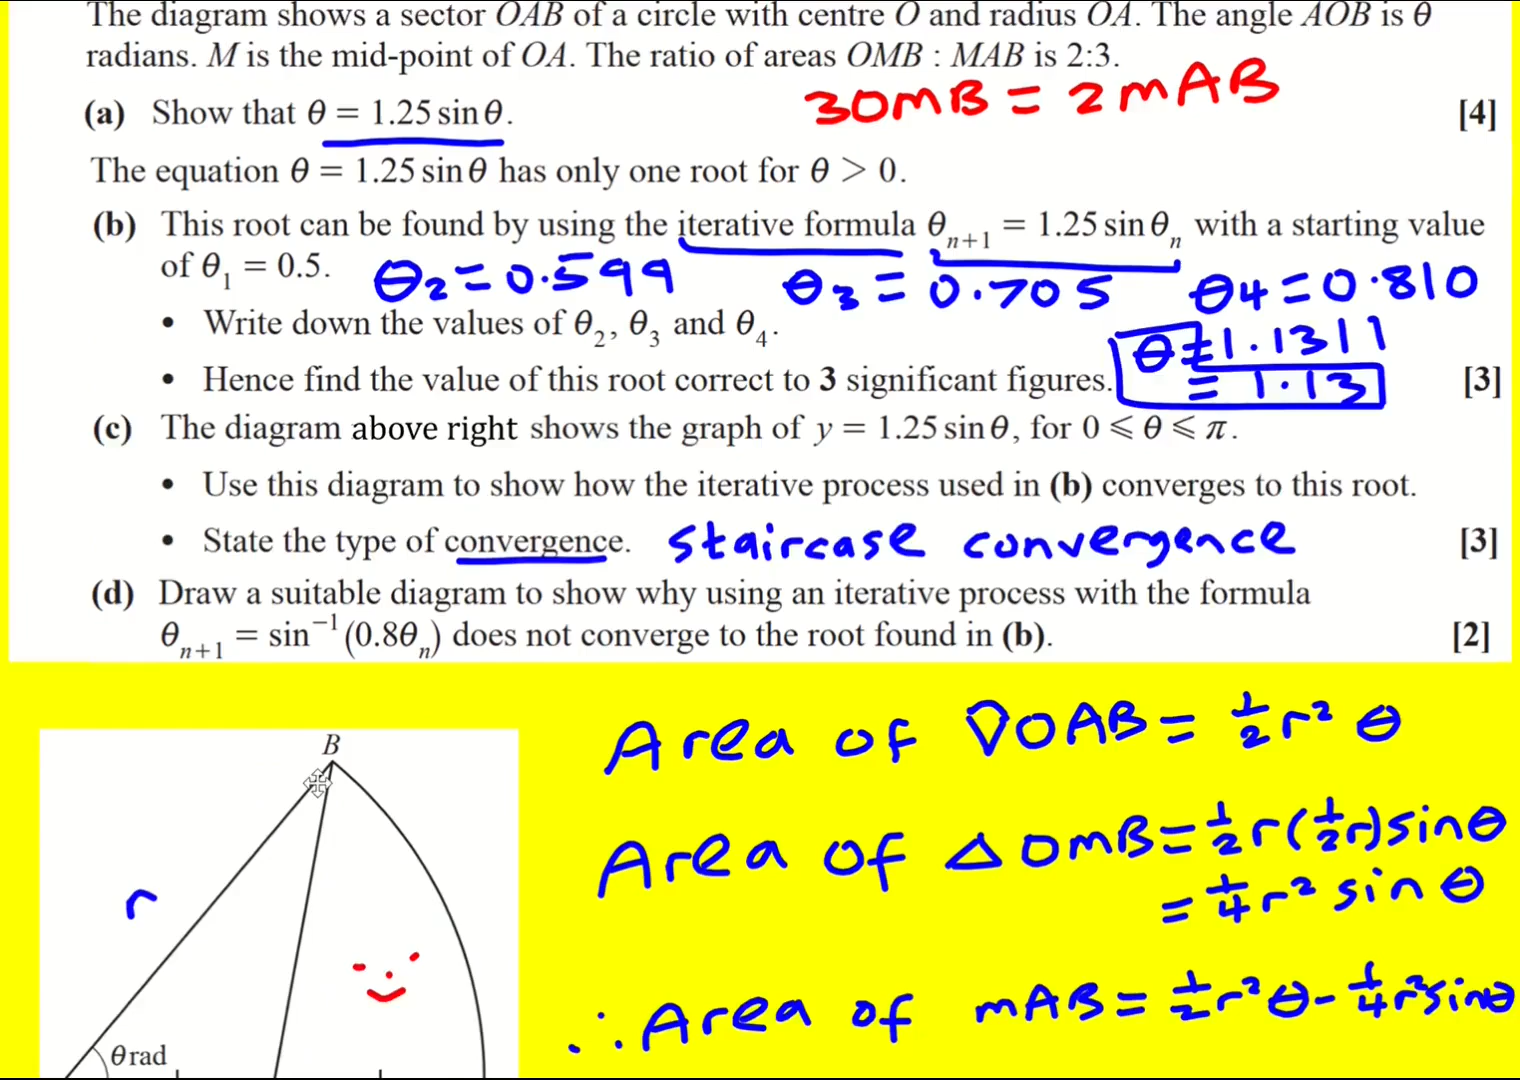 The diagram shows a sector OAB of a circle with centre O and radius OA. The angle AOB is θ
radians. M is the mid-point of OA. The ratio of areas OMB : MAB is 2:3.
3OMB = 2MAB
(a) Show that θ = 1.25 sin θ. [4]
The equation θ = 1.25 sin θ has only one root for θ > 0.
(b) This root can be found by using the iterative formula θₙ₊₁ = 1.25 sin θₙ with a starting value
of θ₁ = 0.5.
θ₂ = 0.599 θ₃ = 0.705 θ₄ = 0.810
• Write down the values of θ₂, θ₃ and θ₄.
θ = 1.1311
• Hence find the value of this root correct to 3 significant figures. [3]
= 1.13
(c) The diagram above right shows the graph of y = 1.25 sin θ, for 0 ⩽ θ ⩽ π.
• Use this diagram to show how the iterative process used in (b) converges to this root.
• State the type of convergence. staircase convergence [3]
(d) Draw a suitable diagram to show why using an iterative process with the formula
θₙ₊₁ = sin⁻¹(0.8θₙ) does not converge to the root found in (b). [2]
Area of ▽OAB = ½r²θ
Area of △OMB = ½r(½r)sinθ
= ¼r² sin θ
∴ Area of MAB = ½r²θ - ¼r²sinθ
B
r
θ rad